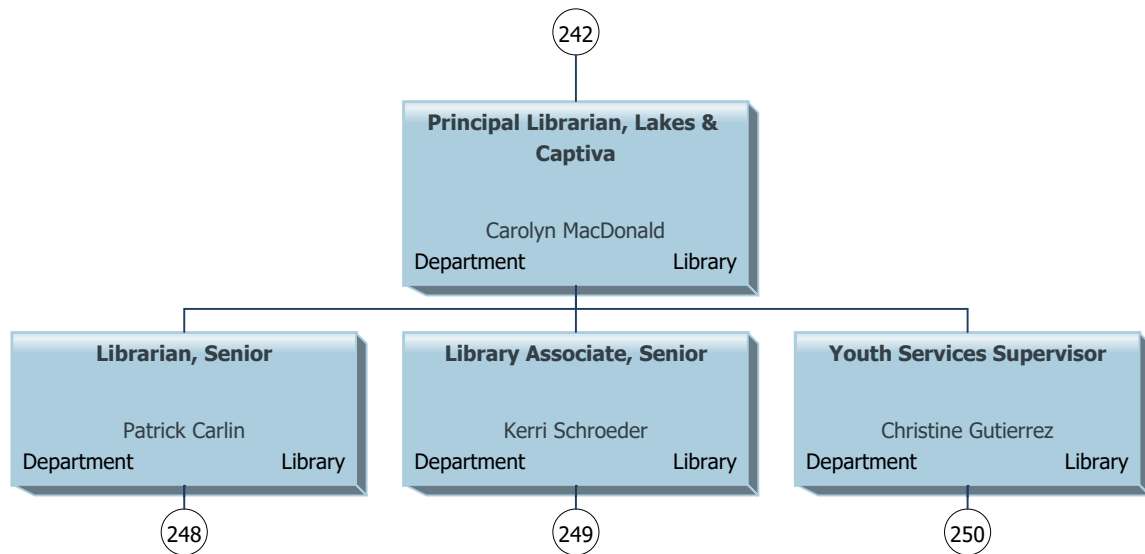 242
Principal Librarian, Lakes &
Captiva
Carolyn MacDonald
Department Library
Librarian, Senior
Patrick Carlin
Department Library
248
Library Associate, Senior
Kerri Schroeder
Department Library
249
Youth Services Supervisor
Christine Gutierrez
Department Library
250